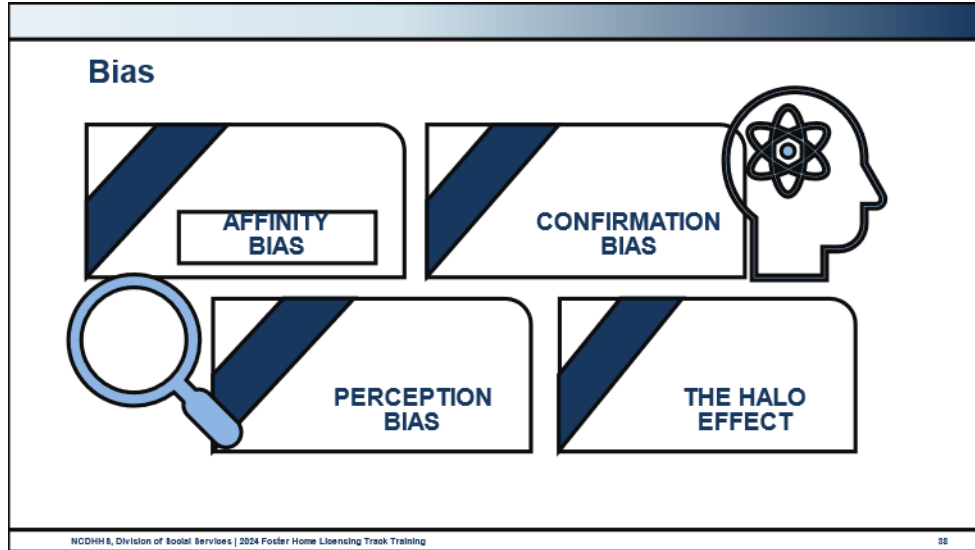 Bias
AFFINITY
BIAS
CONFIRMATION
BIAS
PERCEPTION
BIAS
THE HALO
EFFECT
NCDHHS, Division of Social Services | 2024 Foster Home Licensing Track Training
38